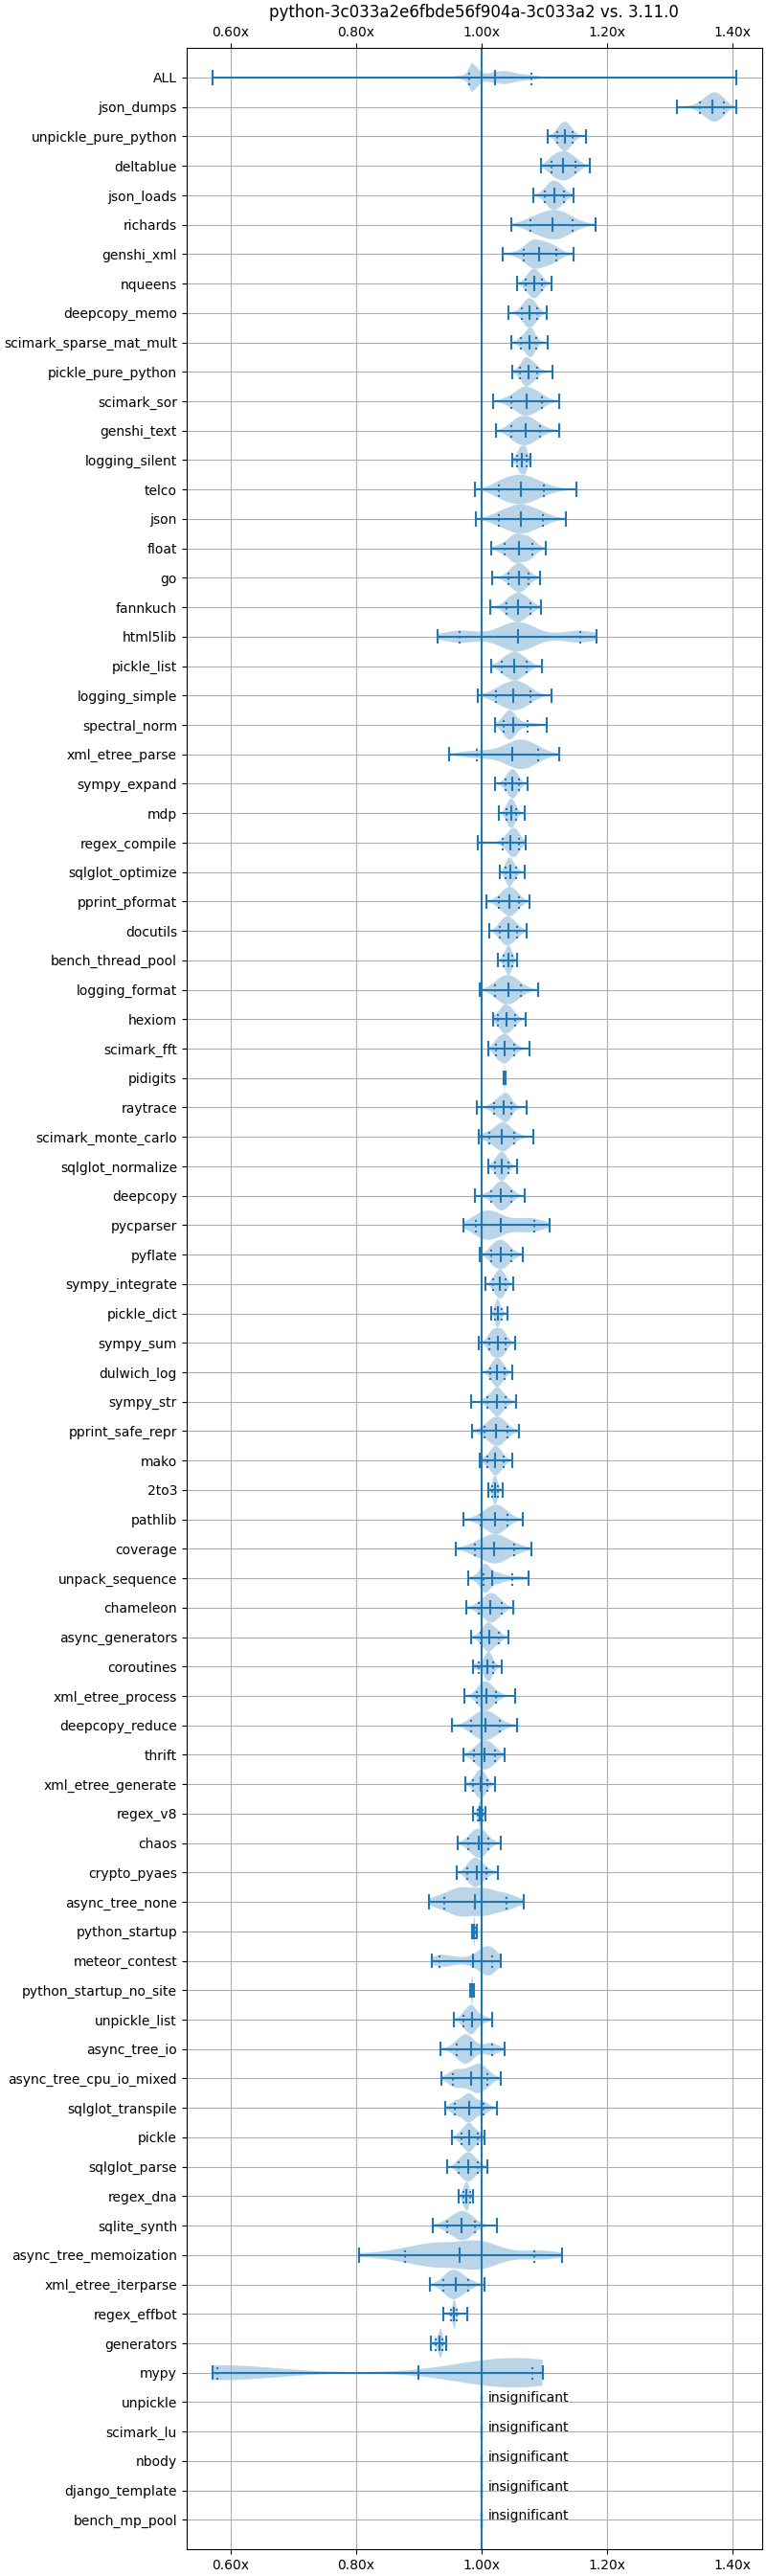 python-3c033a2e6fbde56f904a-3c033a2 vs. 3.11.0
0.60x 0.80x 1.00x 1.20x 1.40x
ALL
json_dumps
unpickle_pure_python
deltablue
json_loads
richards
genshi_xml
nqueens
deepcopy_memo
scimark_sparse_mat_mult
pickle_pure_python
scimark_sor
genshi_text
logging_silent
telco
json
float
go
fannkuch
html5lib
pickle_list
logging_simple
spectral_norm
xml_etree_parse
sympy_expand
mdp
regex_compile
sqlglot_optimize
pprint_pformat
docutils
bench_thread_pool
logging_format
hexiom
scimark_fft
pidigits
raytrace
scimark_monte_carlo
sqlglot_normalize
deepcopy
pycparser
pyflate
sympy_integrate
pickle_dict
sympy_sum
dulwich_log
sympy_str
pprint_safe_repr
mako
2to3
pathlib
coverage
unpack_sequence
chameleon
async_generators
coroutines
xml_etree_process
deepcopy_reduce
thrift
xml_etree_generate
regex_v8
chaos
crypto_pyaes
async_tree_none
python_startup
meteor_contest
python_startup_no_site
unpickle_list
async_tree_io
async_tree_cpu_io_mixed
sqlglot_transpile
pickle
sqlglot_parse
regex_dna
sqlite_synth
async_tree_memoization
xml_etree_iterparse
regex_effbot
generators
mypy
unpickle insignificant
scimark_lu insignificant
nbody insignificant
django_template insignificant
bench_mp_pool insignificant
0.60x 0.80x 1.00x 1.20x 1.40x